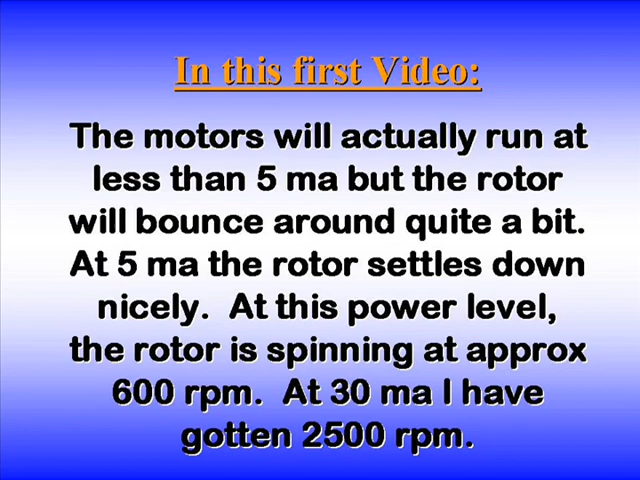 In this first Video:
The motors will actually run at
less than 5 ma but the rotor
will bounce around quite a bit.
At 5 ma the rotor settles down
nicely.  At this power level,
the rotor is spinning at approx
600 rpm.  At 30 ma I have
gotten 2500 rpm.